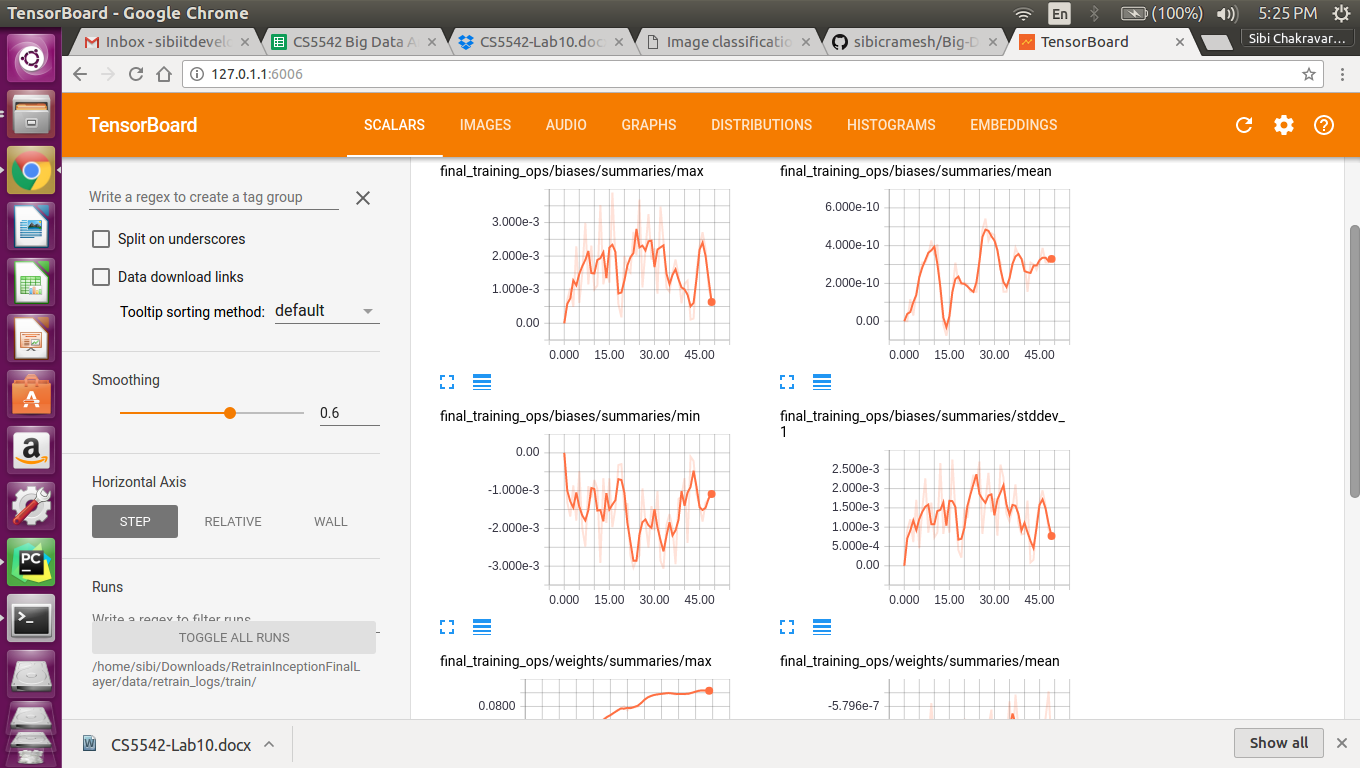 TensorBoard - Google Chrome
En
(100%)
5:25 PM
Inbox - sibiitdevel
CS5542 Big Data A
CS5542-Lab10.doc
Image classificatio
sibicramesh/Big-D
TensorBoard
Sibi Chakravar...
127.0.1.1:6006
TensorBoard
SCALARS
IMAGES
AUDIO
GRAPHS
DISTRIBUTIONS
HISTOGRAMS
EMBEDDINGS
Write a regex to create a tag group
Split on underscores
Data download links
Tooltip sorting method: default
Smoothing
0.6
Horizontal Axis
STEP
RELATIVE
WALL
Runs
Write a regex to filter runs
TOGGLE ALL RUNS
/home/sibi/Downloads/RetrainInceptionFinalL
ayer/data/retrain_logs/train/
final_training_ops/biases/summaries/max
3.000e-3
2.000e-3
1.000e-3
0.00
0.000 15.00 30.00 45.00
final_training_ops/biases/summaries/mean
6.000e-10
4.000e-10
2.000e-10
0.00
0.000 15.00 30.00 45.00
final_training_ops/biases/summaries/min
0.00
-1.000e-3
-2.000e-3
-3.000e-3
0.000 15.00 30.00 45.00
final_training_ops/biases/summaries/stddev_
1
2.500e-3
2.000e-3
1.500e-3
1.000e-3
5.000e-4
0.00
0.000 15.00 30.00 45.00
final_training_ops/weights/summaries/max
0.0800
final_training_ops/weights/summaries/mean
-5.796e-7
CS5542-Lab10.docx
Show all